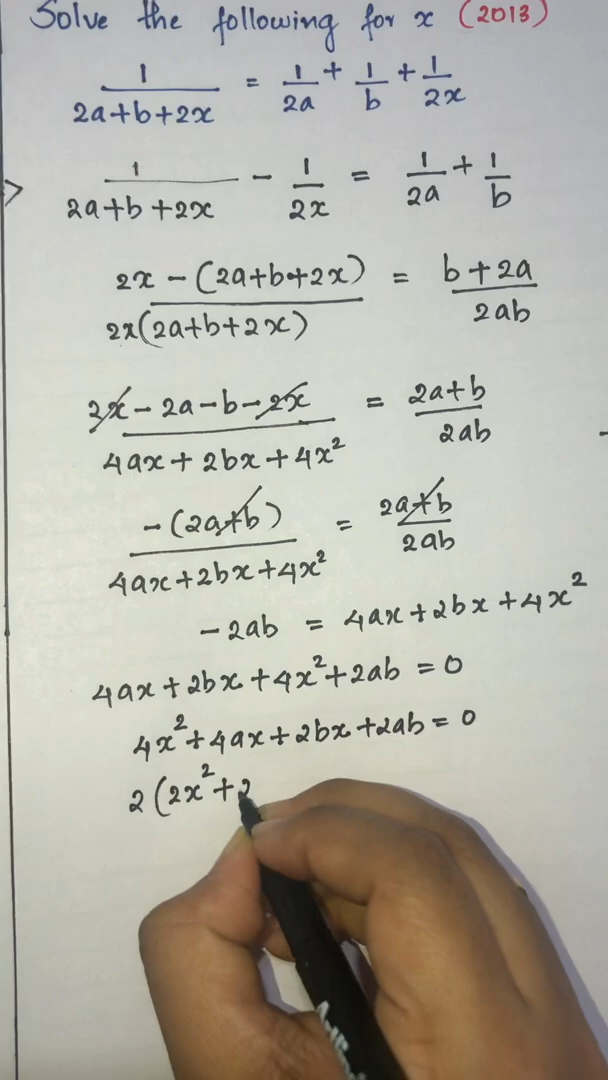 Solve the following for x (2013)
1/(2a+b+2x) = 1/2a + 1/b + 1/2x
1/(2a+b+2x) - 1/2x = 1/2a + 1/b
(2x - (2a+b+2x))/(2x(2a+b+2x)) = (b+2a)/2ab
(2x - 2a - b - 2x)/(4ax + 2bx + 4x²) = (2a+b)/2ab
-(2a+b)/(4ax+2bx+4x²) = (2a+b)/2ab
-2ab = 4ax+2bx+4x²
4ax+2bx+4x²+2ab = 0
4x²+4ax+2bx+2ab = 0
2(2x²+2